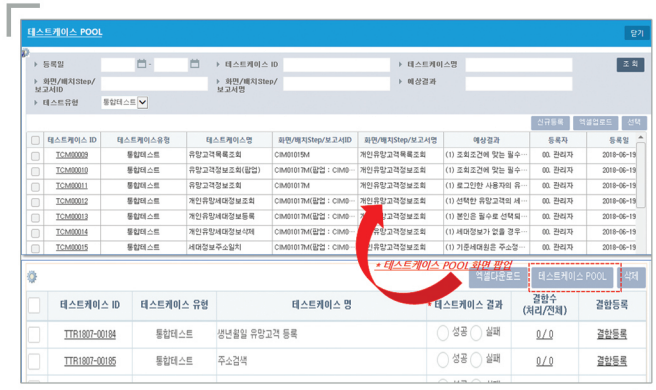 테스트케이스 POOL
닫기
등록일 - 테스트케이스 ID 테스트케이스명 조 회
화면/배치Step/보고서ID 화면/배치Step/보고서명 예상결과
테스트유형 통합테스트
신규등록 엑셀업로드 선택
테스트케이스 ID 테스트케이스유형 테스트케이스명 화면/배치Step/보고서ID 화면/배치Step/보고서명 예상결과 등록자 등록일
TCM00009 통합테스트 유망고객목록조회 CIM01015M 개인유망고객목록조회 (1) 조회조건에 맞는 필수··· 00. 관리자 2018-06-19
TCM00010 통합테스트 유망고객정보조회(팝업) CIM01017M(팝업 : CIM0··· 개인유망고객정보조회 (1) 조회조건에 맞는 필수··· 00. 관리자 2018-06-19
TCM00011 통합테스트 유망고객정보조회 CIM01017M 개인유망고객정보조회 (1) 로그인한 사용자의 유··· 00. 관리자 2018-06-19
TCM00012 통합테스트 개인유망세대정보조회 CIM01017M(팝업 : CIM0··· 개인유망고객정보조회 (1) 선택한 유망고객의 세··· 00. 관리자 2018-06-19
TCM00013 통합테스트 개인유망세대정보등록 CIM01017M(팝업 : CIM0··· 개인유망고객정보조회 (1) 본인은 필수로 선택되··· 00. 관리자 2018-06-19
TCM00014 통합테스트 개인유망세대정보삭제 CIM01017M(팝업 : CIM0··· 유망고객정보조회 (1) 세대정보가 없을 경우··· 00. 관리자 2018-06-19
TCM00015 통합테스트 세대정보주소일치 CIM01017M(팝업 : CIM0··· 개인유망고객정보조회 (1) 기준세대원은 주소정··· 00. 관리자 2018-06-19
* 테스트케이스 POOL 화면 팝업
엑셀다운로드 테스트케이스 POOL 삭제
테스트케이스 ID 테스트케이스 유형 테스트케이스 명 * 테스트케이스 결과 결함수 (처리/전체) 결함등록
TTR1807-00184 통합테스트 생년월일 유망고객 등록 성공 실패 0 / 0 결함등록
TTR1807-00185 통합테스트 주소검색 성공 실패 0 / 0 결함등록